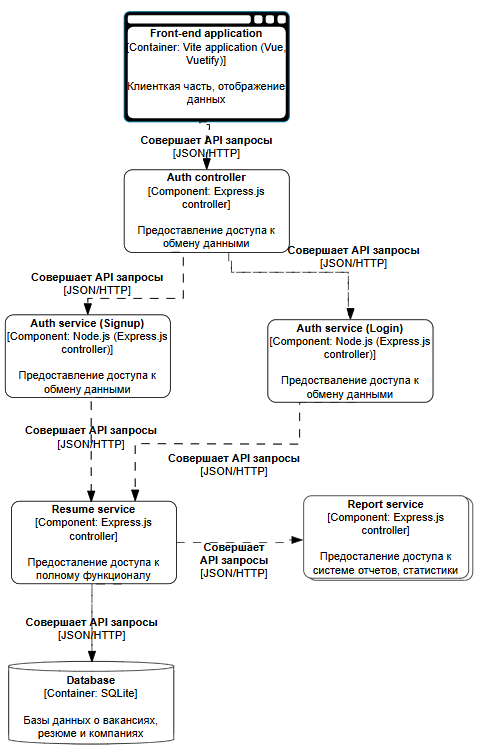 Front-end application
[Container: Vite application (Vue,
Vuetify)]
Клиенткая часть, отображение
данных
Совершает API запросы
[JSON/HTTP]
Auth controller
[Component: Express.js
controller]
Предоставление доступа к
обмену данными
Совершает API запросы
[JSON/HTTP]
Совершает API запросы
[JSON/HTTP]
Auth service (Signup)
[Component: Node.js (Express.js
controller)]
Предоставление доступа к
обмену данными
Auth service (Login)
[Component: Node.js (Express.js
controller)]
Предостваление доступа к
обмену данными
Совершает API запросы
[JSON/HTTP]
Совершает API запросы
[JSON/HTTP]
Resume service
[Component: Express.js
controller]
Предосталение доступа к
полному функционалу
Совершает
API запросы
[JSON/HTTP]
Report service
[Component: Express.js
controller]
Предосталение доступа к
системе отчетов, статистики
Совершает API запросы
[JSON/HTTP]
Database
[Container: SQLite]
Базы данных о вакансиях,
резюме и компаниях